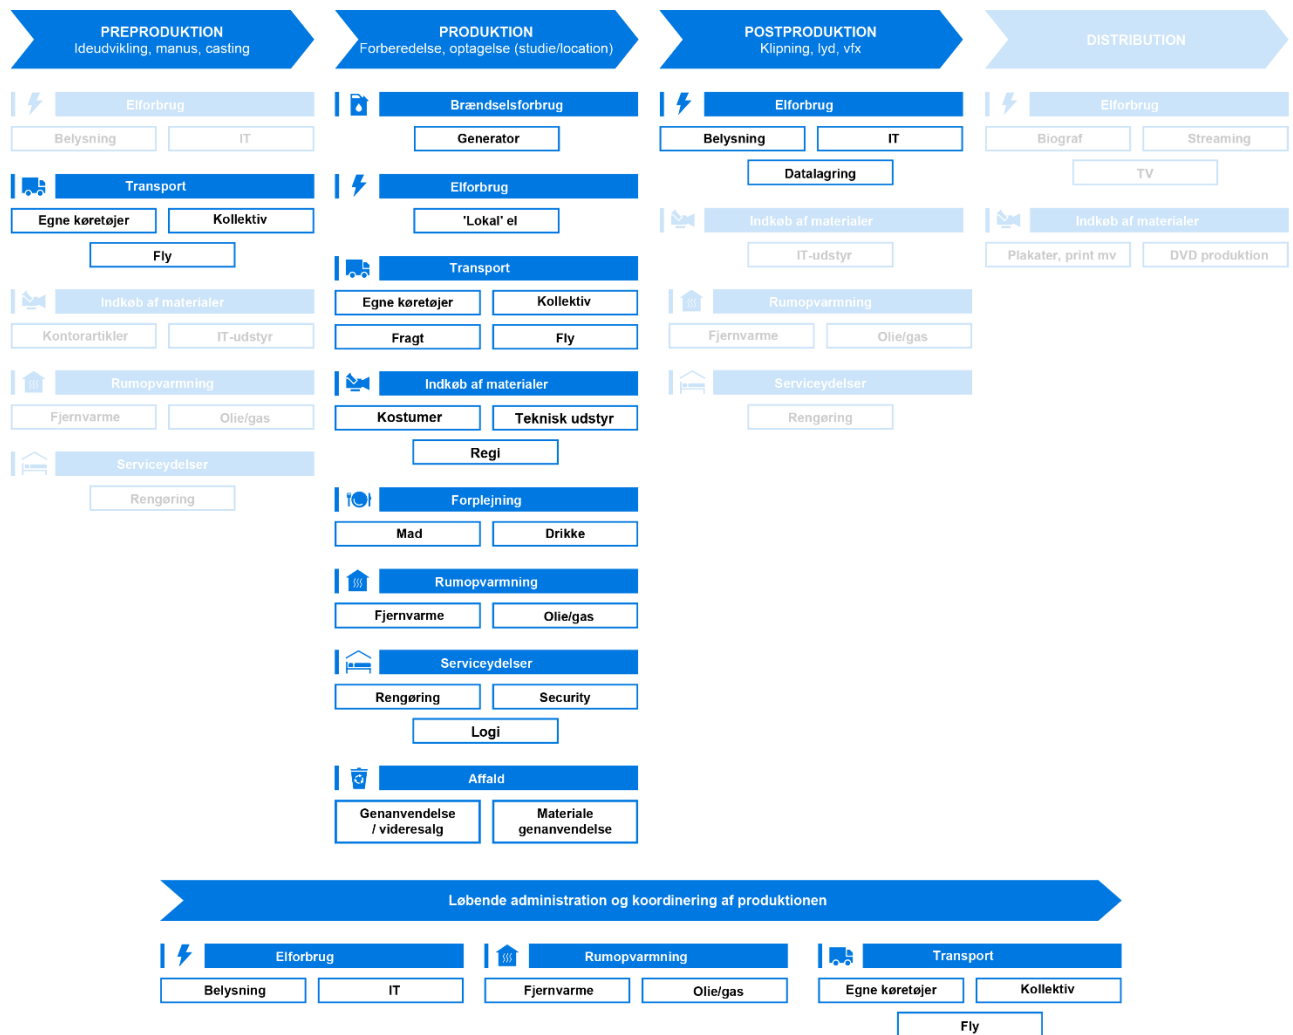 PREPRODUKTION
Ideudvikling, manus, casting
Elforbrug
Belysning
IT
Transport
Egne køretøjer
Kollektiv
Fly
Indkøb af materialer
Kontorartikler
IT-udstyr
Rumopvarmning
Fjernvarme
Olie/gas
Serviceydelser
Rengøring
PRODUKTION
Forberedelse, optagelse (studie/location)
Brændselsforbrug
Generator
Elforbrug
'Lokal' el
Transport
Egne køretøjer
Kollektiv
Fragt
Fly
Indkøb af materialer
Kostumer
Teknisk udstyr
Regi
Forplejning
Mad
Drikke
Rumopvarmning
Fjernvarme
Olie/gas
Serviceydelser
Rengøring
Security
Logi
Affald
Genanvendelse
/ videresalg
Materiale
genanvendelse
POSTPRODUKTION
Klipning, lyd, vfx
Elforbrug
Belysning
IT
Datalagring
Indkøb af materialer
IT-udstyr
Rumopvarmning
Fjernvarme
Olie/gas
Serviceydelser
Rengøring
DISTRIBUTION
Elforbrug
Biograf
Streaming
TV
Indkøb af materialer
Plakater, print mv
DVD produktion
Løbende administration og koordinering af produktionen
Elforbrug
Belysning
IT
Rumopvarmning
Fjernvarme
Olie/gas
Transport
Egne køretøjer
Kollektiv
Fly